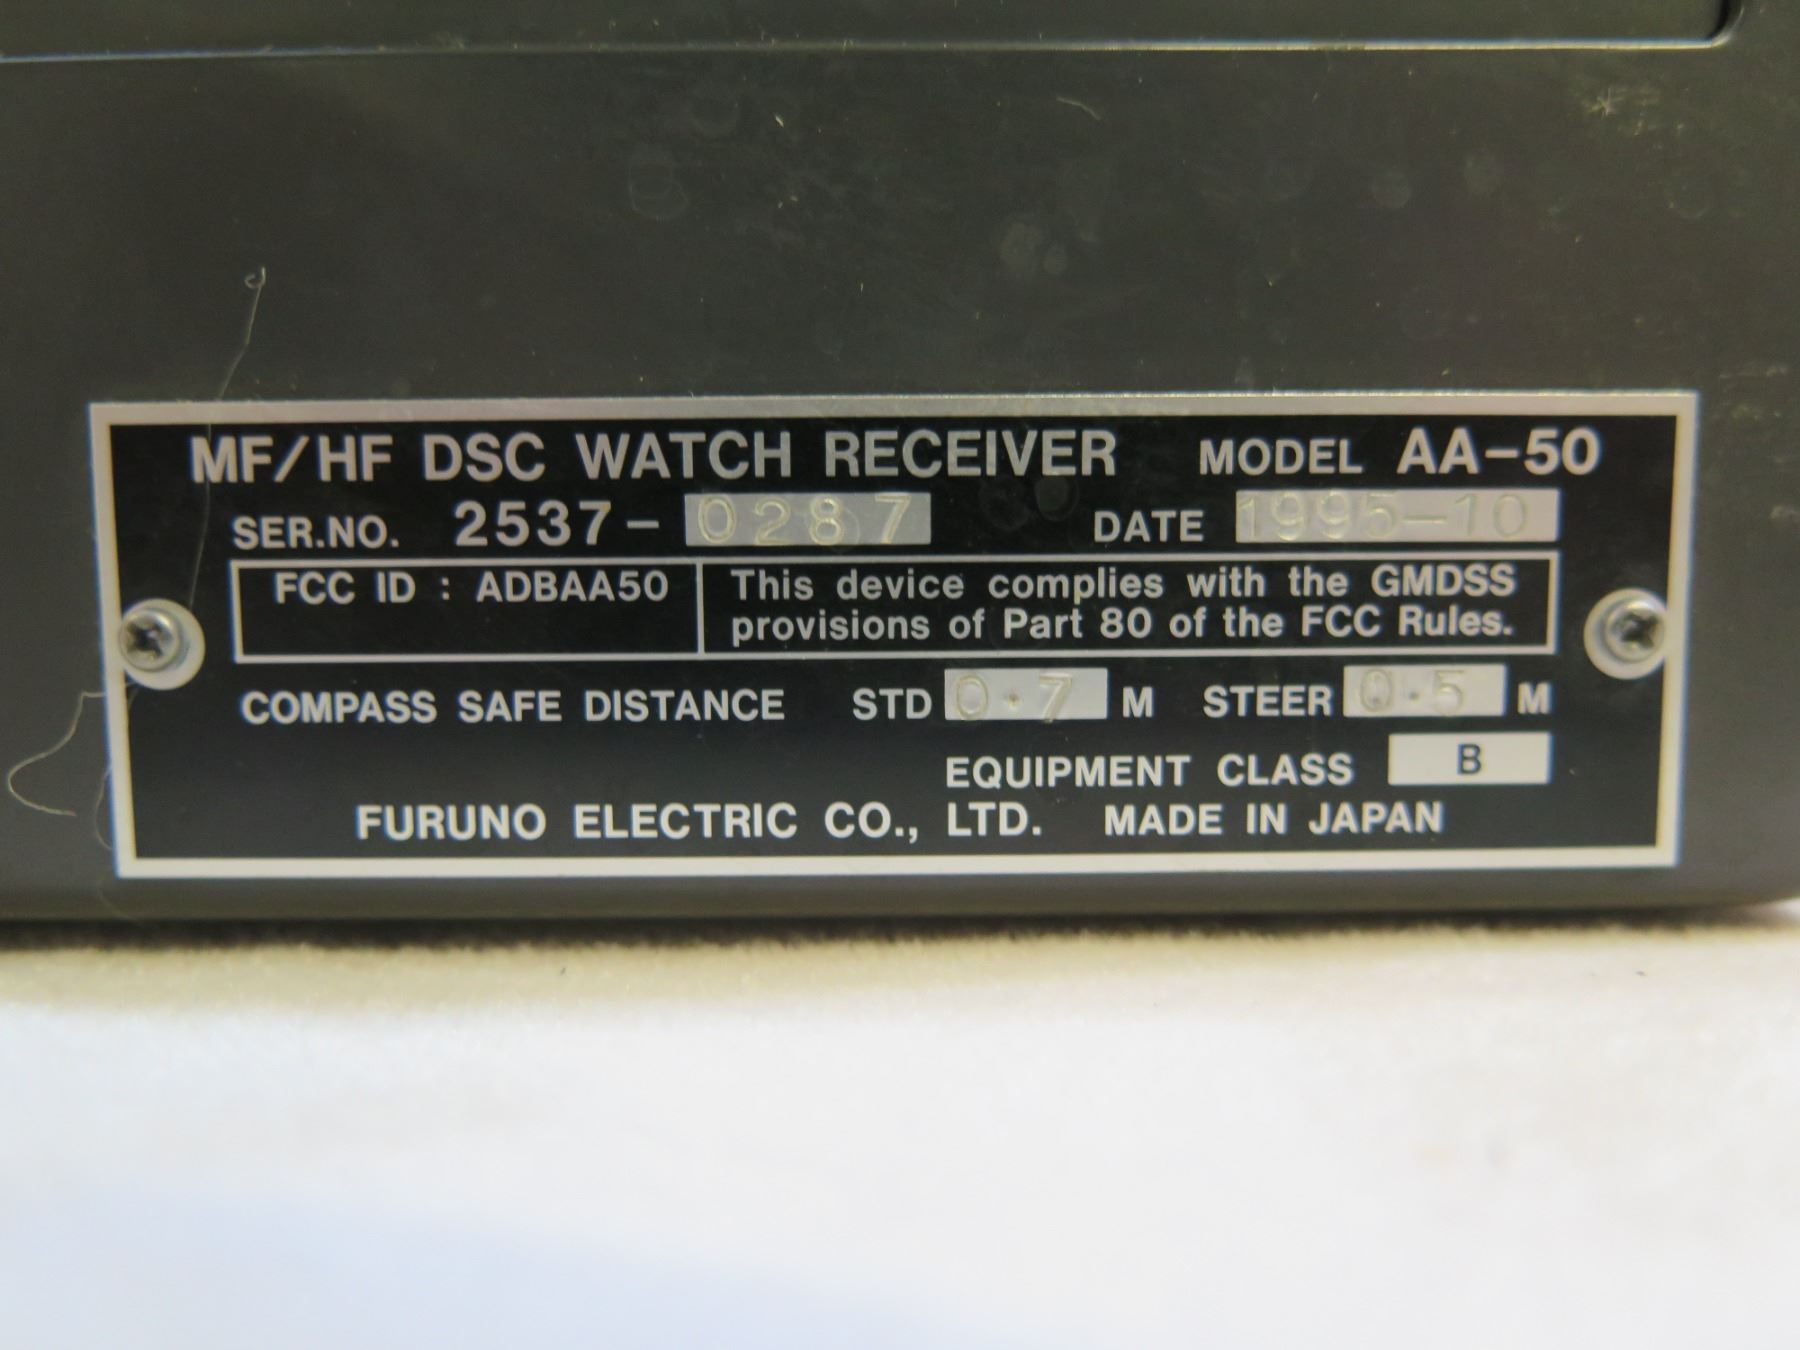 MF/HF DSC WATCH RECEIVER MODEL AA-50
SER.NO. 2537- 0287 DATE 1995-10
FCC ID : ADBAA50
This device complies with the GMDSS
provisions of Part 80 of the FCC Rules.
COMPASS SAFE DISTANCE STD 0.7 M STEER 0.5 M
EQUIPMENT CLASS B
FURUNO ELECTRIC CO., LTD. MADE IN JAPAN